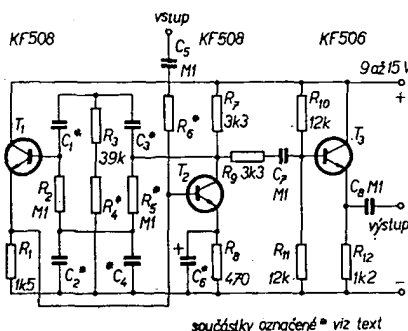 vstup
KF508
KF508
KF506
C5
M1
9 až 15 V
+
T1
C1*
R3
39k
C3*
R6*
R7
3k3
R10
12k
T3
R2
M1
R4*
R5*
M1
T2
R9
3k3
C7
M1
C8 M1
výstup
R1
1k5
C2*
C4*
+
C6*
R8
470
R11
12k
R12
1k2
−
součástky označené * viz text